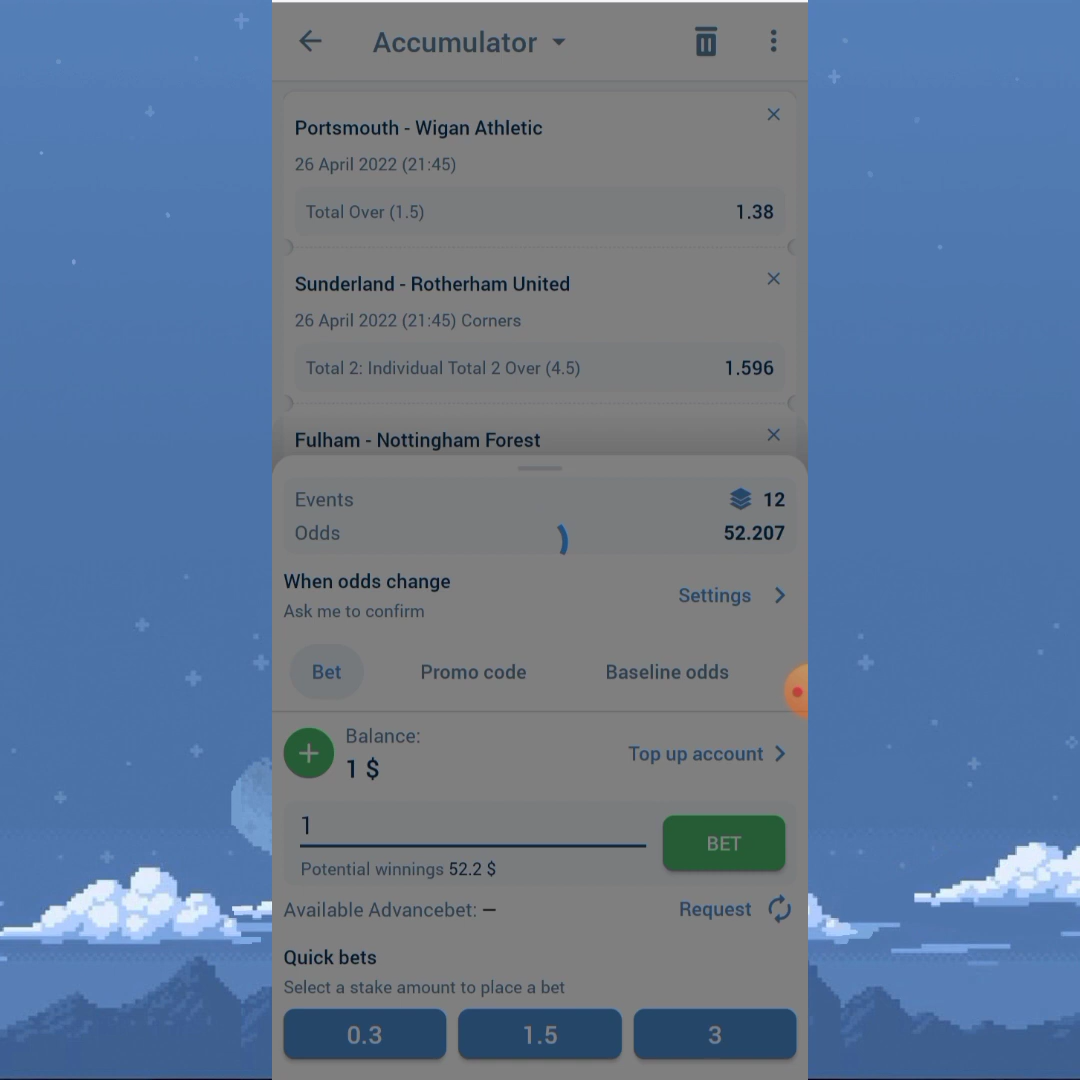 Accumulator
Portsmouth - Wigan Athletic
26 April 2022 (21:45)
Total Over (1.5) 1.38
Sunderland - Rotherham United
26 April 2022 (21:45) Corners
Total 2: Individual Total 2 Over (4.5) 1.596
Fulham - Nottingham Forest
Events 12
Odds 52.207
When odds change
Ask me to confirm
Settings
Bet Promo code Baseline odds
Balance:
1 $
Top up account
1
BET
Potential winnings 52.2 $
Available Advancebet: – Request
Quick bets
Select a stake amount to place a bet
0.3 1.5 3